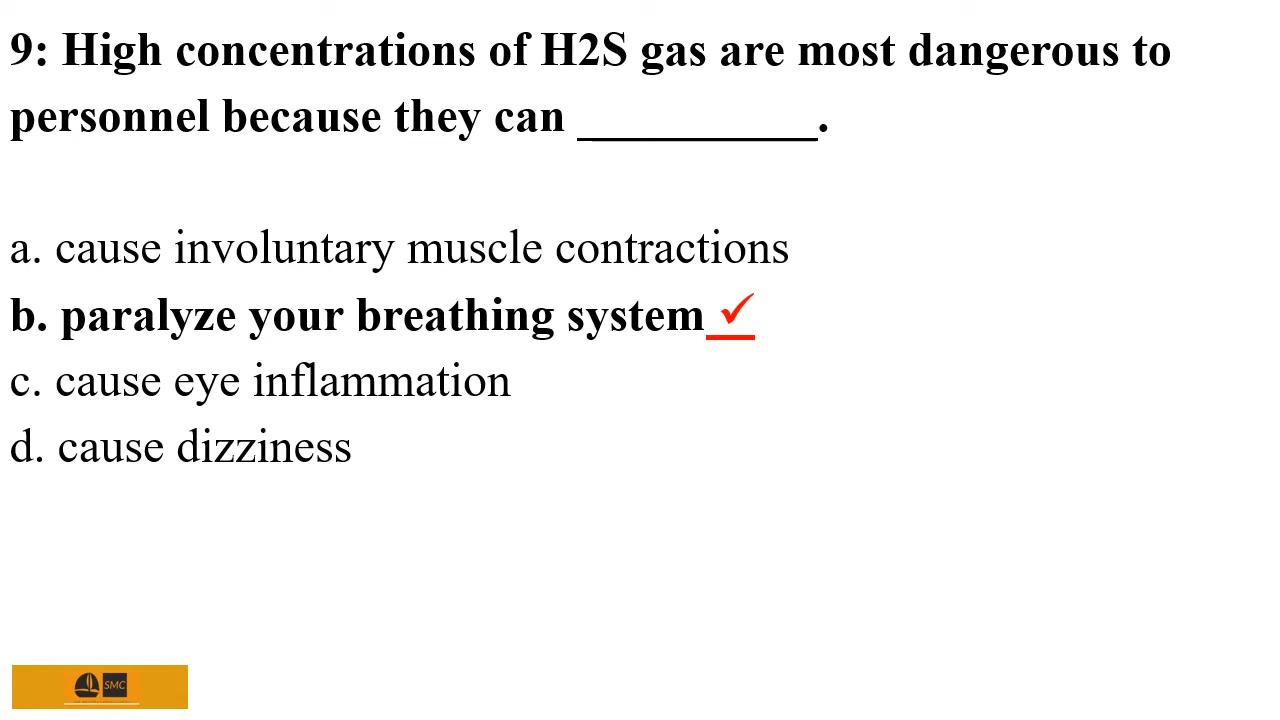 9: High concentrations of H2S gas are most dangerous to
personnel because they can __________.
a. cause involuntary muscle contractions
b. paralyze your breathing system ✓
c. cause eye inflammation
d. cause dizziness
SMC